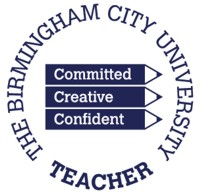 THE BIRMINGHAM CITY UNIVERSITY
Committed
Creative
Confident
TEACHER